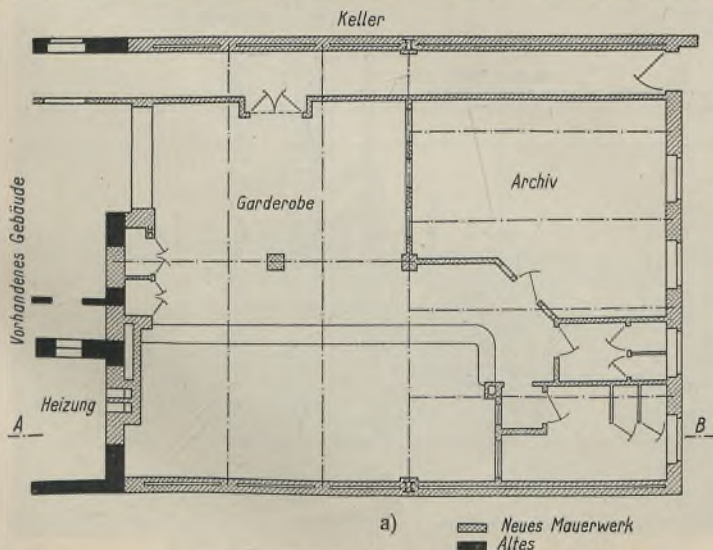 Keller
Garderobe
Archiv
Vorhandenes Gebäude
Heizung
A
B
a)
Neues Mauerwerk
Altes